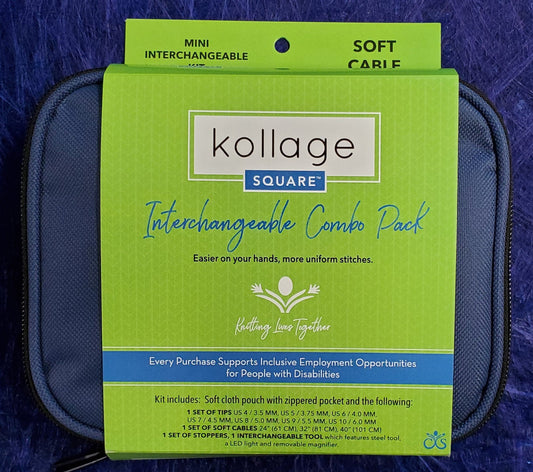 MINI
INTERCHANGEABLE
SOFT
CABLE
kollage
SQUARE™
Interchangeable Combo Pack
Easier on your hands, more uniform stitches.
Knitting Lives Together
Every Purchase Supports Inclusive Employment Opportunities
for People with Disabilities
Kit includes: Soft cloth pouch with zippered pocket and the following:
1 SET OF TIPS US 4 / 3.5 MM, US 5 / 3.75 MM, US 6 / 4.0 MM,
US 7 / 4.5 MM, US 8 / 5.0 MM, US 9 / 5.5 MM, US 10 / 6.0 MM
1 SET OF SOFT CABLES 24" (61 CM), 32" (81 CM), 40" (101 CM)
1 SET OF STOPPERS, 1 INTERCHANGEABLE TOOL which features steel tool,
a LED light and removable magnifier.